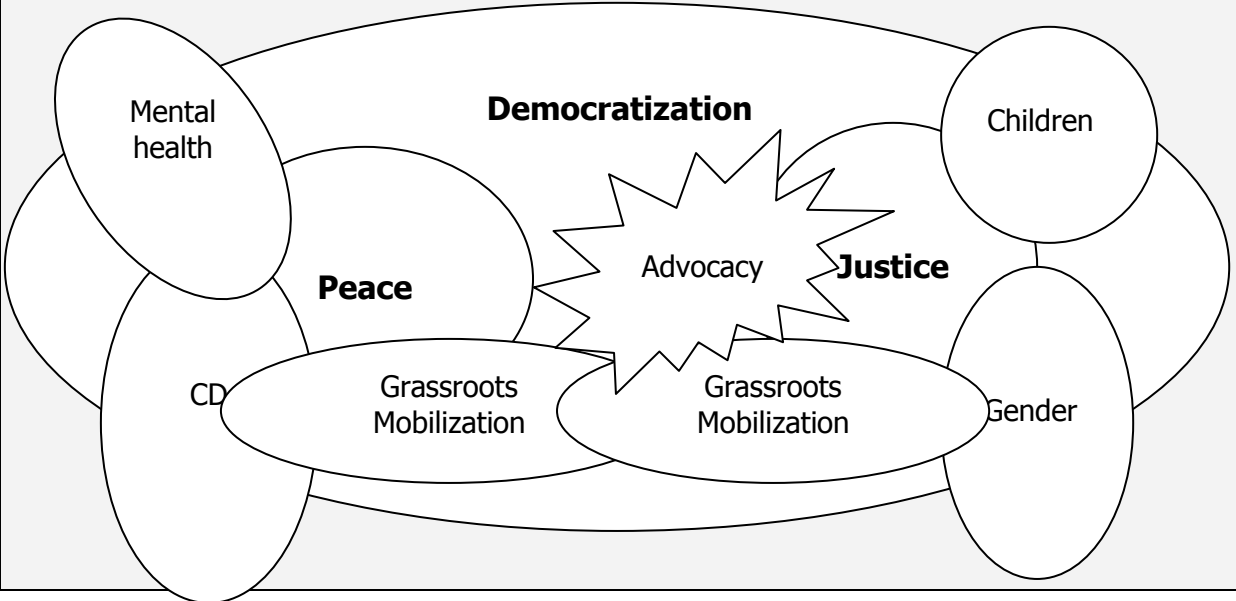 Mental
health
Democratization
Children
Advocacy
Justice
Peace
CD
Grassroots
Mobilization
Grassroots
Mobilization
Gender